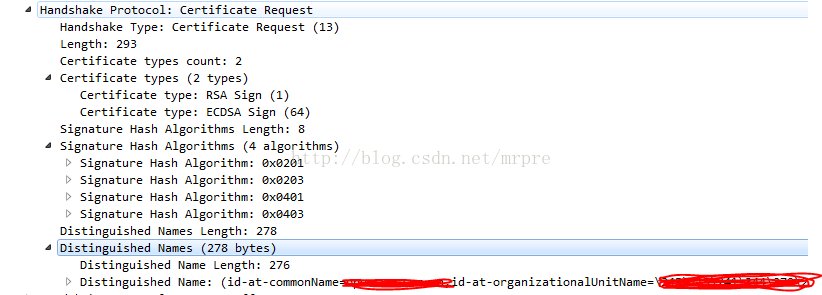 Handshake Protocol: Certificate Request
Handshake Type: Certificate Request (13)
Length: 293
Certificate types count: 2
Certificate types (2 types)
Certificate type: RSA Sign (1)
Certificate type: ECDSA Sign (64)
Signature Hash Algorithms Length: 8
Signature Hash Algorithms (4 algorithms)
http://blog.csdn.net/mrpre
Signature Hash Algorithm: 0x0201
Signature Hash Algorithm: 0x0203
Signature Hash Algorithm: 0x0401
Signature Hash Algorithm: 0x0403
Distinguished Names Length: 278
Distinguished Names (278 bytes)
Distinguished Name Length: 276
Distinguished Name: (id-at-commonName= id-at-organizationalUnitName=